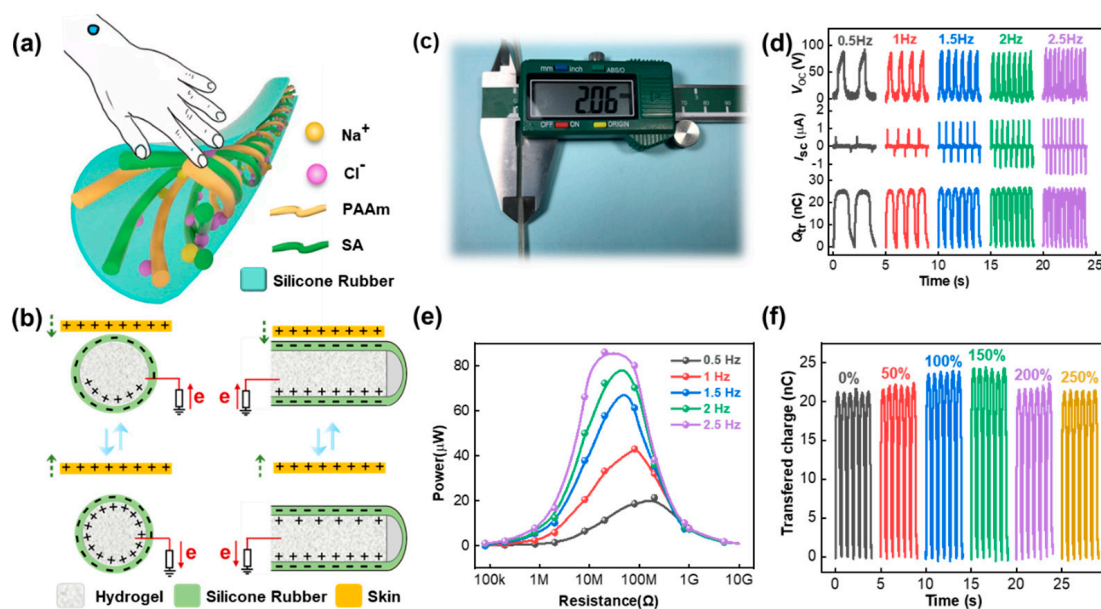 (a)
Na+
Cl-
PAAm
SA
Silicone Rubber
(b)
+ + + + + + + + +
e
e
e
e
Hydrogel
Silicone Rubber
Skin
(c)
mm
inch
ABS/0
2.06
mm
OFF
ON
ORIGIN
(d)
0.5Hz 1Hz 1.5Hz 2Hz 2.5Hz
VOC (V)
100
50
0
Isc (μA)
1
0
-1
Qtr (nC)
30
20
10
0
0 5 10 15 20 25
Time (s)
(e)
Power(μW)
80
60
40
20
0
0.5 Hz
1 Hz
1.5 Hz
2 Hz
2.5 Hz
100k 1M 10M 100M 1G 10G
Resistance(Ω)
(f)
Transfered charge (nC)
25
20
15
10
5
0
0% 50% 100% 150% 200% 250%
0 5 10 15 20 25 30
Time (s)